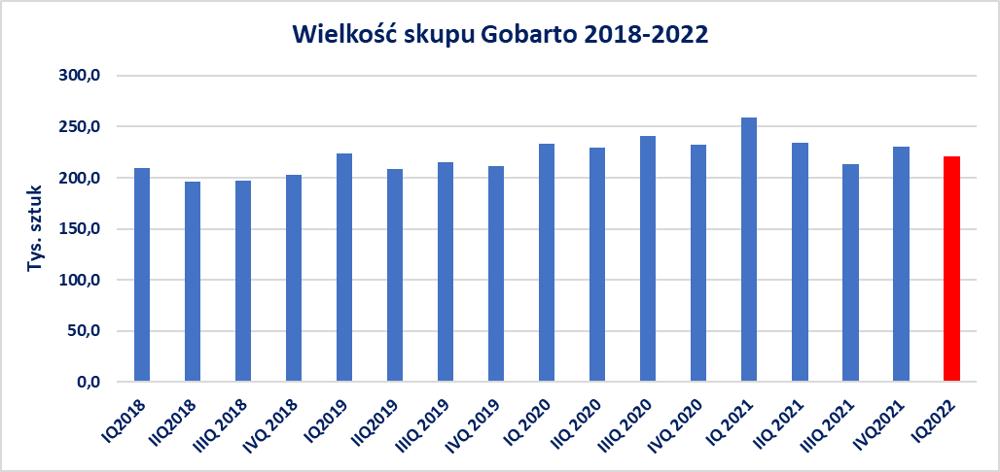 Wielkość skupu Gobarto 2018-2022
Tys. sztuk
300,0
250,0
200,0
150,0
100,0
50,0
0,0
IQ2018
IIQ2018
IIIQ 2018
IVQ 2018
IQ2019
IIQ2019
IIIQ 2019
IVQ 2019
IQ 2020
IIQ 2020
IIIQ 2020
IVQ 2020
IQ 2021
IIQ 2021
IIIQ 2021
IVQ2021
IQ2022